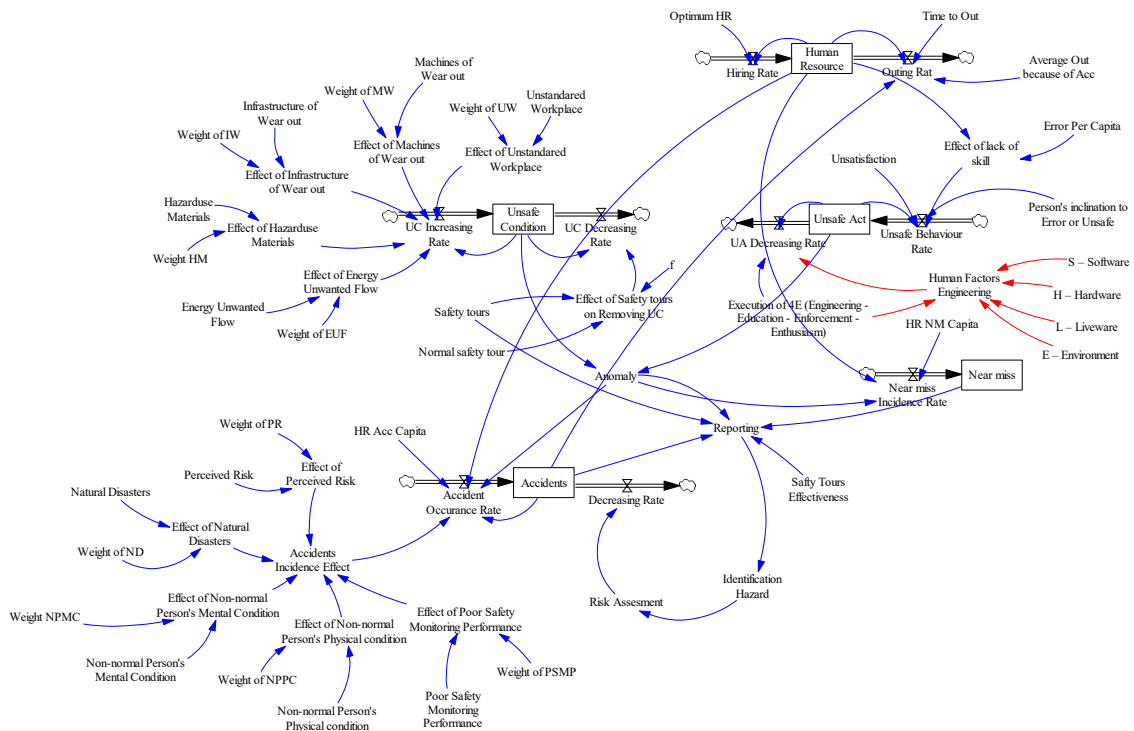 Optimum HR
Time to Out
Human
Resource
Hiring Rate
Outing Rat
Average Out
because of Acc
Machines of
Wear out
Weight of MW
Unstandared
Workplace
Weight of UW
Infrastructure of
Wear out
Weight of IW
Effect of Machines
of Wear out
Effect of Unstandared
Workplace
Effect of Infrastructure
of Wear out
Error Per Capita
Effect of lack of
skill
Unsatisfaction
Hazarduse
Materials
Effect of Hazarduse
Materials
Weight HM
UC Increasing
Rate
Unsafe
Condition
UC Decreasing
Rate
Unsafe Act
UA Decreasing Rate
Unsafe Behaviour
Rate
Person's inclination to
Error or Unsafe
Effect of Energy
Unwanted Flow
Energy Unwanted
Flow
Weight of EUF
f
Effect of Safety tours
on Removing UC
Safety tours
Normal safety tour
Human Factors
Engineering
S – Software
H – Hardware
L – Liveware
E – Environment
Execution of 4E (Engineering -
Education - Enforcement -
Enthusiasm)
HR NM Capita
Anomaly
Near miss
Near miss
Incidence Rate
Reporting
Weight of PR
HR Acc Capita
Effect of
Perceived Risk
Perceived Risk
Accident
Occurance Rate
Accidents
Decreasing Rate
Safty Tours
Effectiveness
Natural Disasters
Effect of Natural
Disasters
Weight of ND
Accidents
Incidence Effect
Identification
Hazard
Risk Assesment
Effect of Non-normal
Person's Mental Condition
Weight NPMC
Non-normal Person's
Mental Condition
Effect of Non-normal
Person's Physical condition
Weight of NPPC
Non-normal Person's
Physical condition
Effect of Poor Safety
Monitoring Performance
Weight of PSMP
Poor Safety
Monitoring
Performance